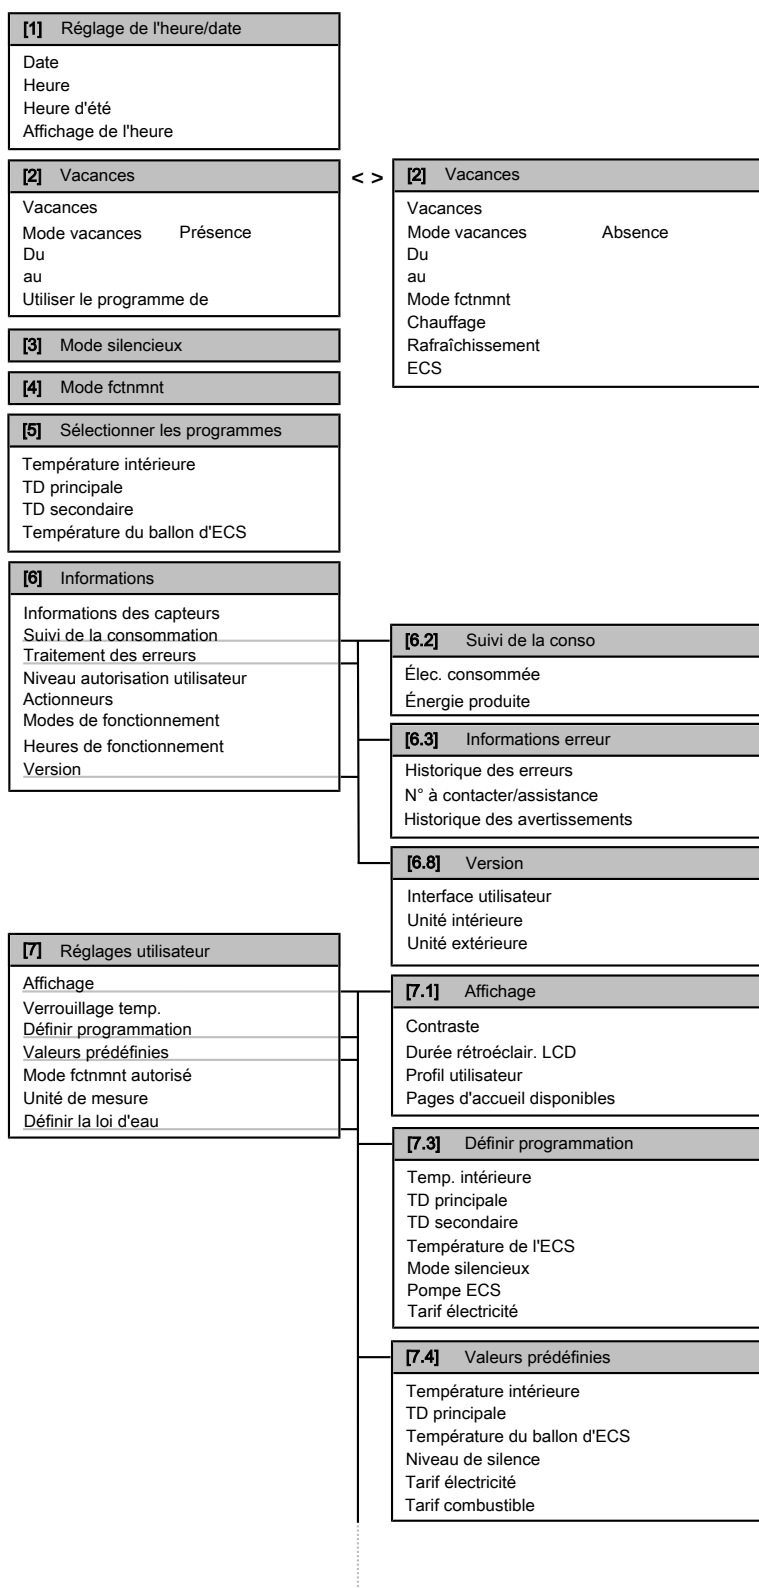 [1] Réglage de l'heure/date
Date
Heure
Heure d'été
Affichage de l'heure
[2] Vacances
Vacances
Mode vacances Présence
Du
au
Utiliser le programme de
< >
[2] Vacances
Vacances
Mode vacances Absence
Du
au
Mode fctnmnt
Chauffage
Rafraîchissement
ECS
[3] Mode silencieux
[4] Mode fctnmnt
[5] Sélectionner les programmes
Température intérieure
TD principale
TD secondaire
Température du ballon d'ECS
[6] Informations
Informations des capteurs
Suivi de la consommation
Traitement des erreurs
Niveau autorisation utilisateur
Actionneurs
Modes de fonctionnement
Heures de fonctionnement
Version
[6.2] Suivi de la conso
Élec. consommée
Énergie produite
[6.3] Informations erreur
Historique des erreurs
N° à contacter/assistance
Historique des avertissements
[6.8] Version
Interface utilisateur
Unité intérieure
Unité extérieure
[7] Réglages utilisateur
Affichage
Verrouillage temp.
Définir programmation
Valeurs prédéfinies
Mode fctnmnt autorisé
Unité de mesure
Définir la loi d'eau
[7.1] Affichage
Contraste
Durée rétroéclair. LCD
Profil utilisateur
Pages d'accueil disponibles
[7.3] Définir programmation
Temp. intérieure
TD principale
TD secondaire
Température de l'ECS
Mode silencieux
Pompe ECS
Tarif électricité
[7.4] Valeurs prédéfinies
Température intérieure
TD principale
Température du ballon d'ECS
Niveau de silence
Tarif électricité
Tarif combustible